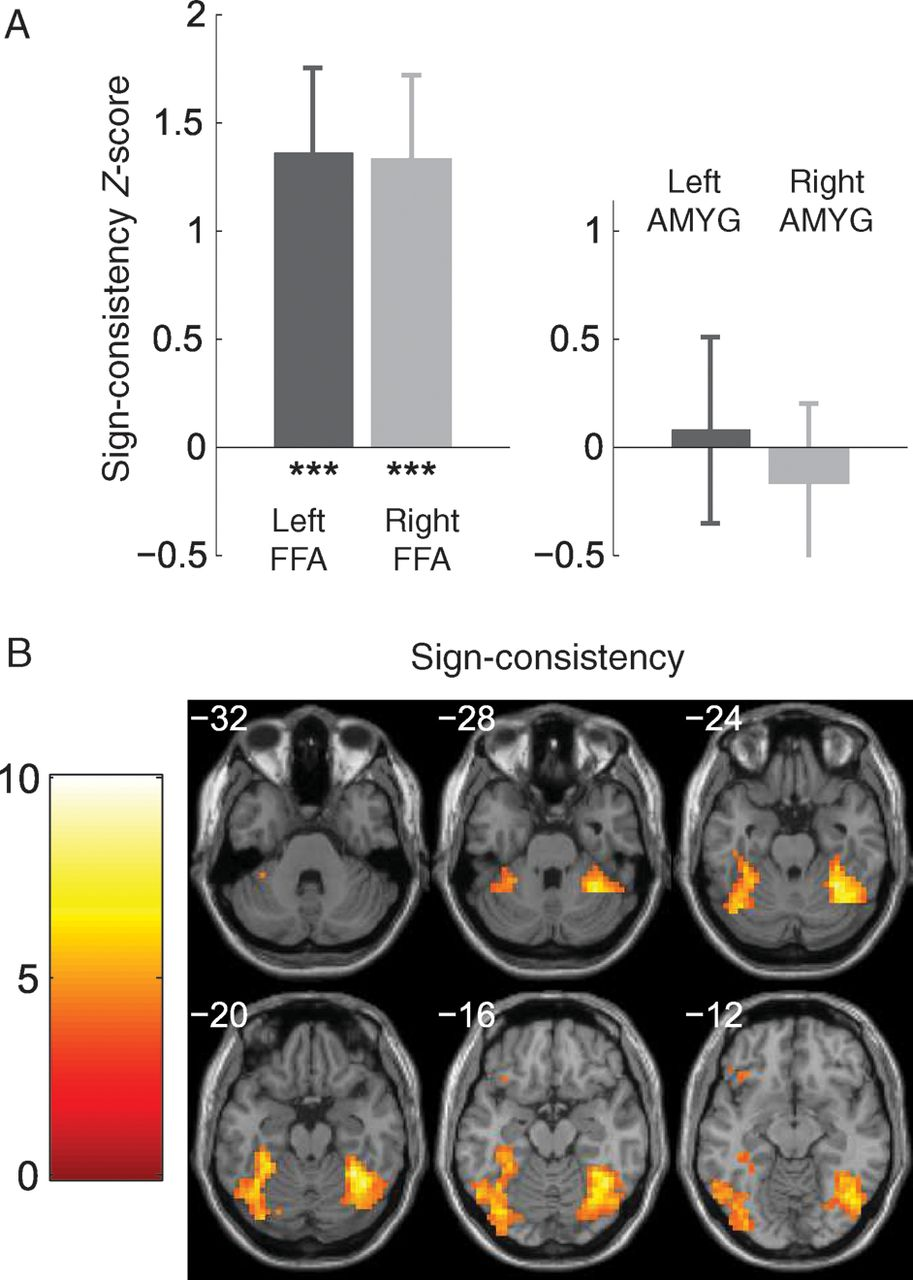 A
Sign-consistency Z-score
2
1.5
1
0.5
0
−0.5
***
***
Left
FFA
Right
FFA
Left
AMYG
Right
AMYG
1
0.5
0
−0.5
B
Sign-consistency
10
5
0
−32
−28
−24
−20
−16
−12